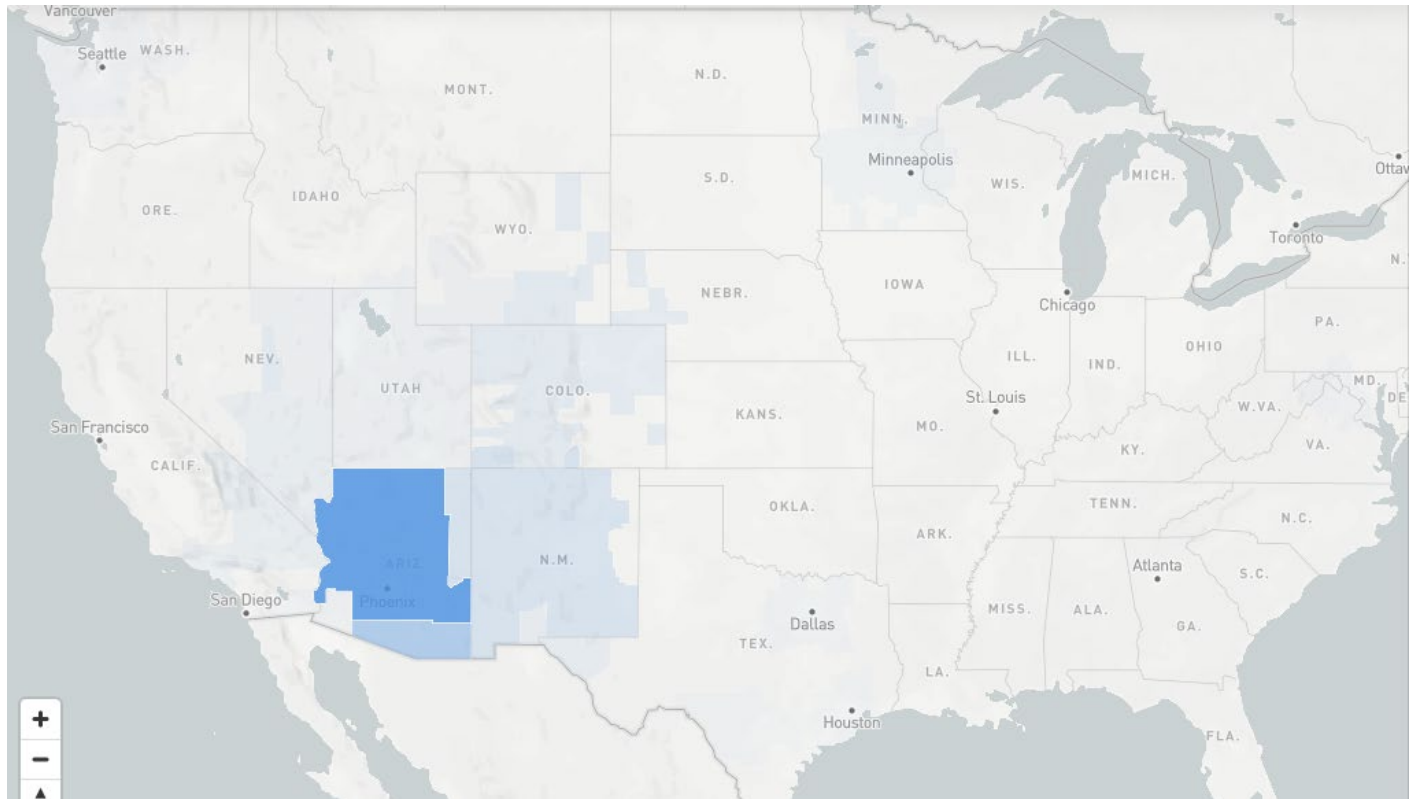 Vancouver
Seattle
WASH.
MONT.
N.D.
MINN.
Minneapolis
S.D.
WIS.
MICH.
Ottaw
ORE.
IDAHO
WYO.
Toronto
N.
IOWA
NEBR.
Chicago
PA.
NEV.
UTAH
COLO.
ILL.
IND.
OHIO
MD.
DE
KANS.
St. Louis
W.VA.
San Francisco
CALIF.
MO.
KY.
VA.
OKLA.
TENN.
N.C.
ARK.
ARIZ.
N.M.
Atlanta
S.C.
San Diego
Phoenix
Dallas
MISS.
ALA.
GA.
TEX.
LA.
Houston
FLA.
+
−